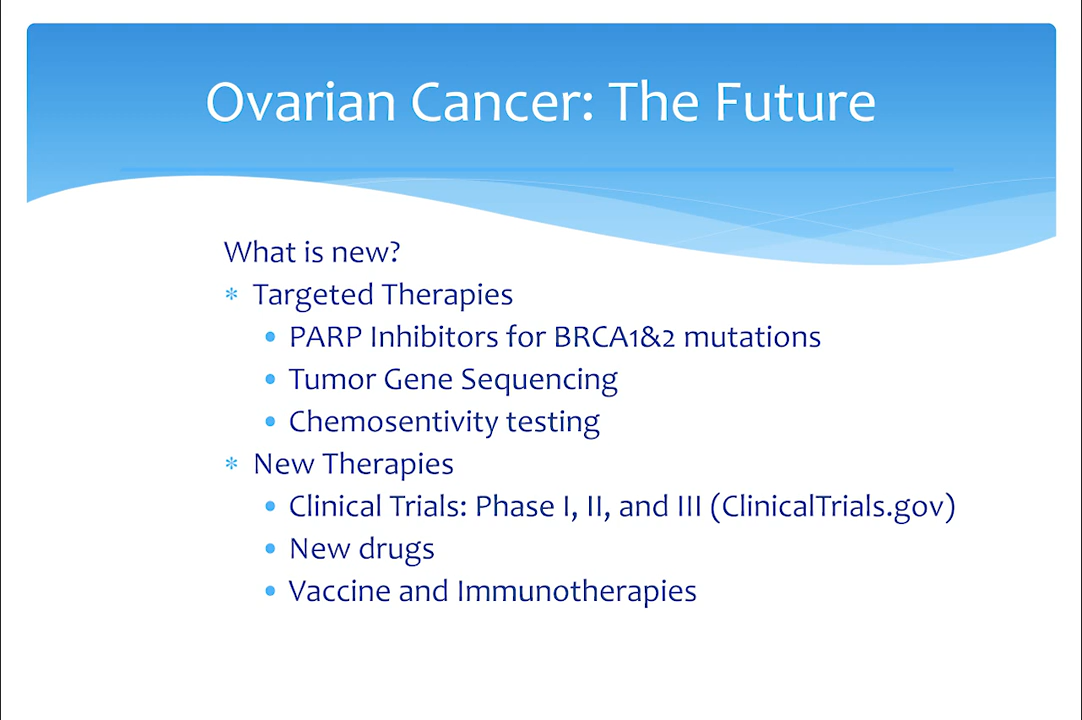 Ovarian Cancer: The Future
What is new?
* Targeted Therapies
• PARP Inhibitors for BRCA1&2 mutations
• Tumor Gene Sequencing
• Chemosentivity testing
* New Therapies
• Clinical Trials: Phase I, II, and III (ClinicalTrials.gov)
• New drugs
• Vaccine and Immunotherapies